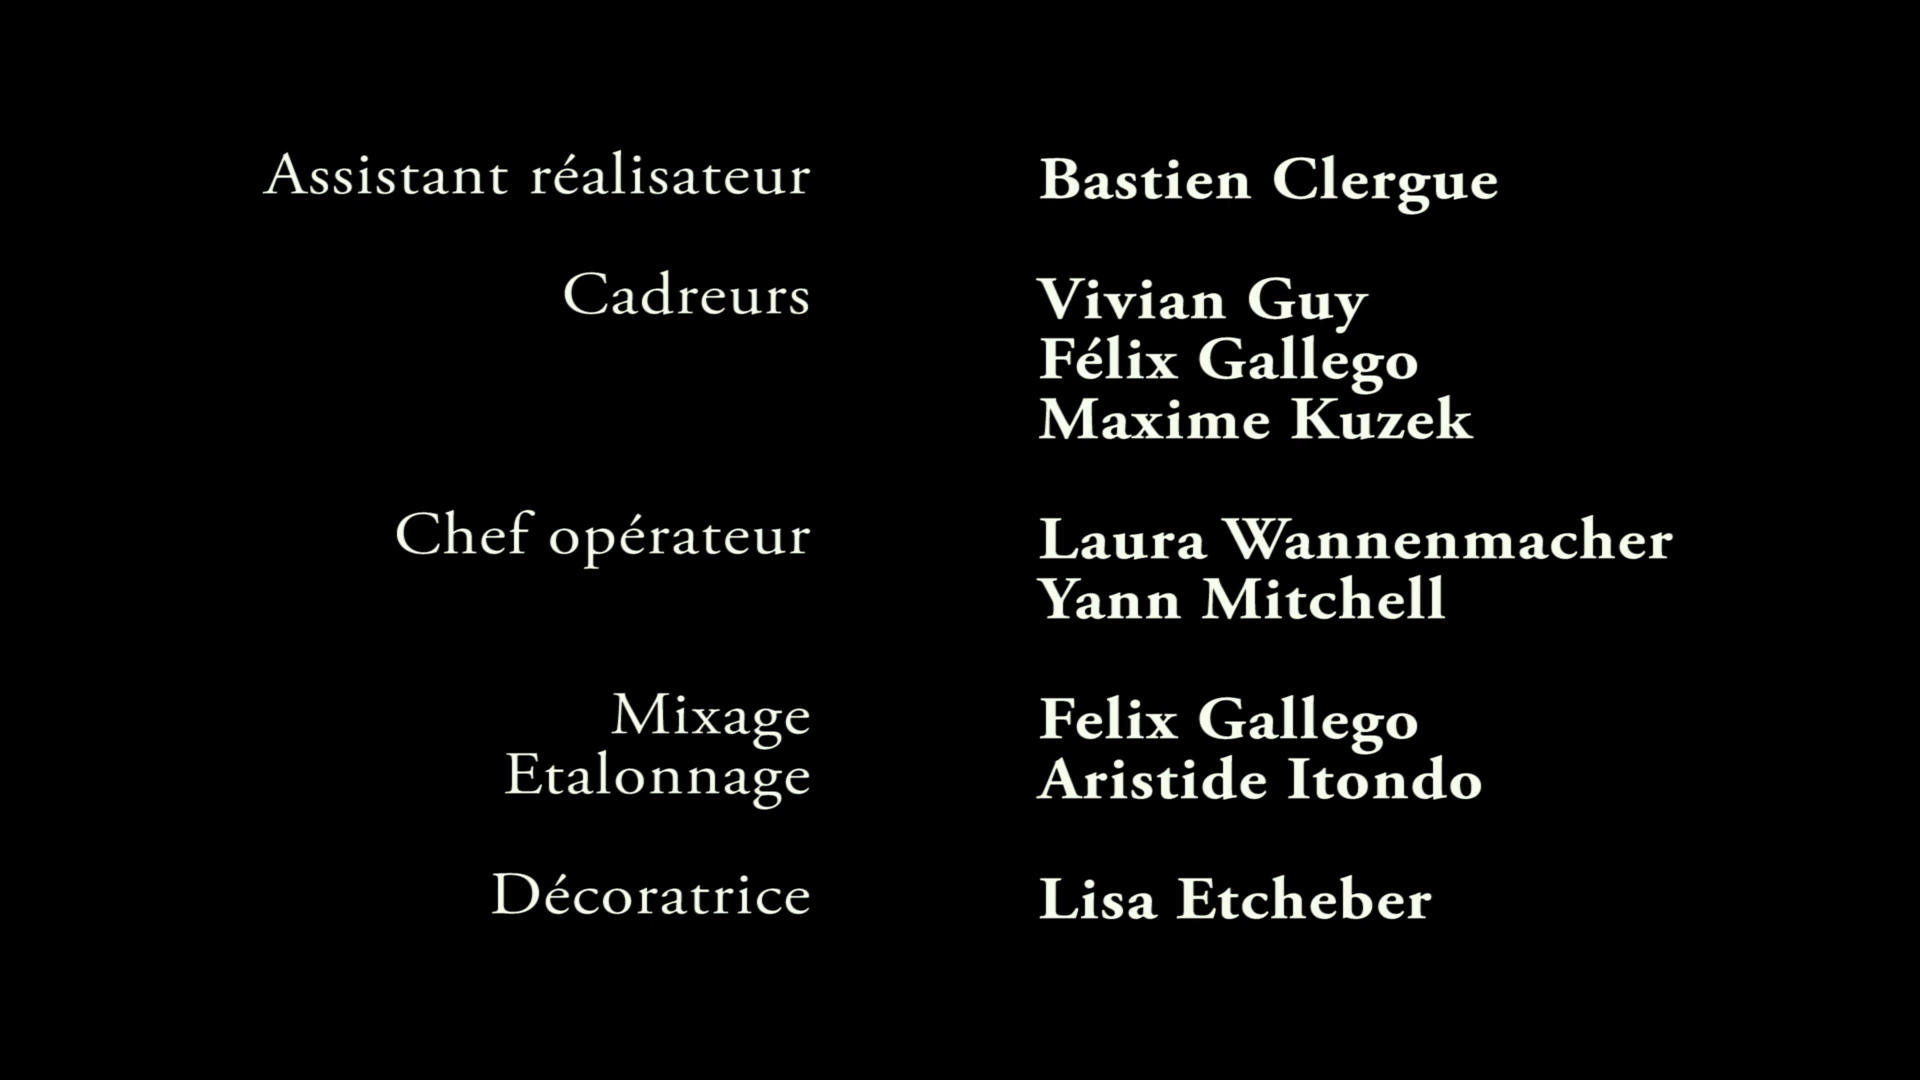 Assistant réalisateur Bastien Clergue
Cadreurs Vivian Guy
Félix Gallego
Maxime Kuzek
Chef opérateur Laura Wannenmacher
Yann Mitchell
Mixage Felix Gallego
Etalonnage Aristide Itondo
Décoratrice Lisa Etcheber